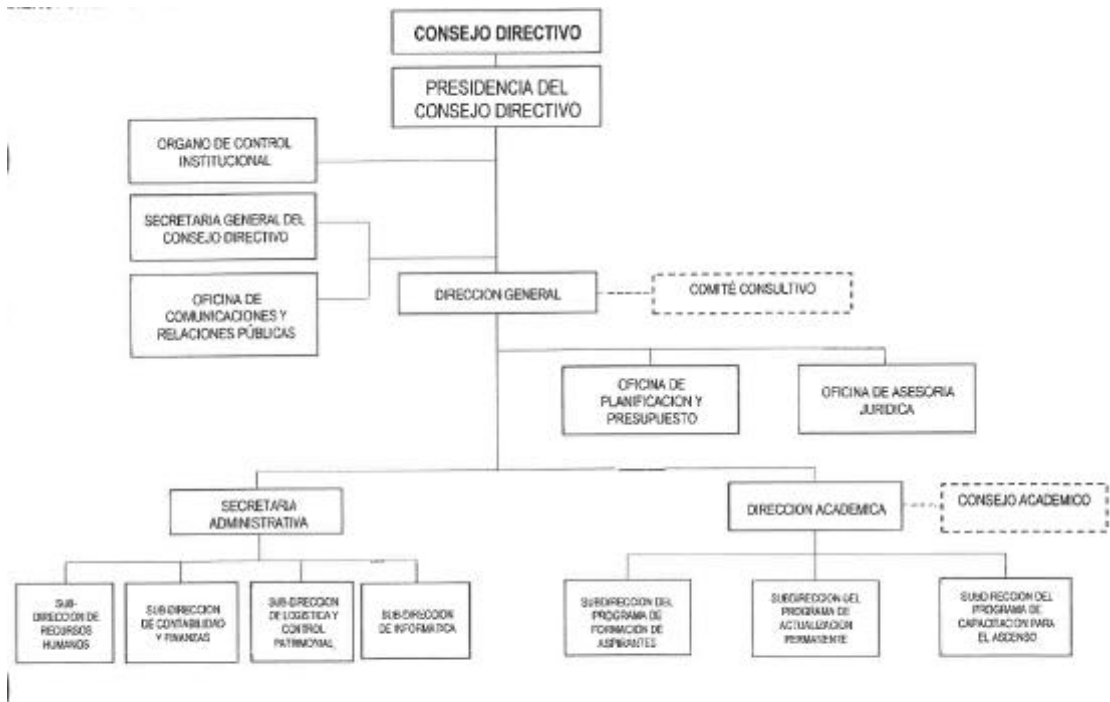 CONSEJO DIRECTIVO
PRESIDENCIA DEL
CONSEJO DIRECTIVO
ORGANO DE CONTROL
INSTITUCIONAL
SECRETARIA GENERAL DEL
CONSEJO DIRECTIVO
OFICINA DE
COMUNICACIONES Y
RELACIONES PÚBLICAS
DIRECCION GENERAL
COMITÉ CONSULTIVO
OFICINA DE
PLANIFICACION Y
PRESUPUESTO
OFICINA DE ASESORIA
JURIDICA
SECRETARIA
ADMINISTRATIVA
DIRECCION ACADEMICA
CONSEJO ACADEMICO
SUB-
DIRECCION DE
RECURSOS
HUMANOS
SUB-DIRECCION
DE CONTABILIDAD
Y FINANZAS
SUB-DIRECCION
DE LOGISTICA Y
CONTROL
PATRIMONIAL
SUB-DIRECCION
DE INFORMATICA
SUBDIRECCION DEL
PROGRAMA DE
FORMACION DE
ASPIRANTES
SUBDIRECCION DEL
PROGRAMA DE
ACTUALIZACION
PERMANENTE
SUBDIRECCION DEL
PROGRAMA DE
CAPACITACIÓN PARA
EL ASCENSO